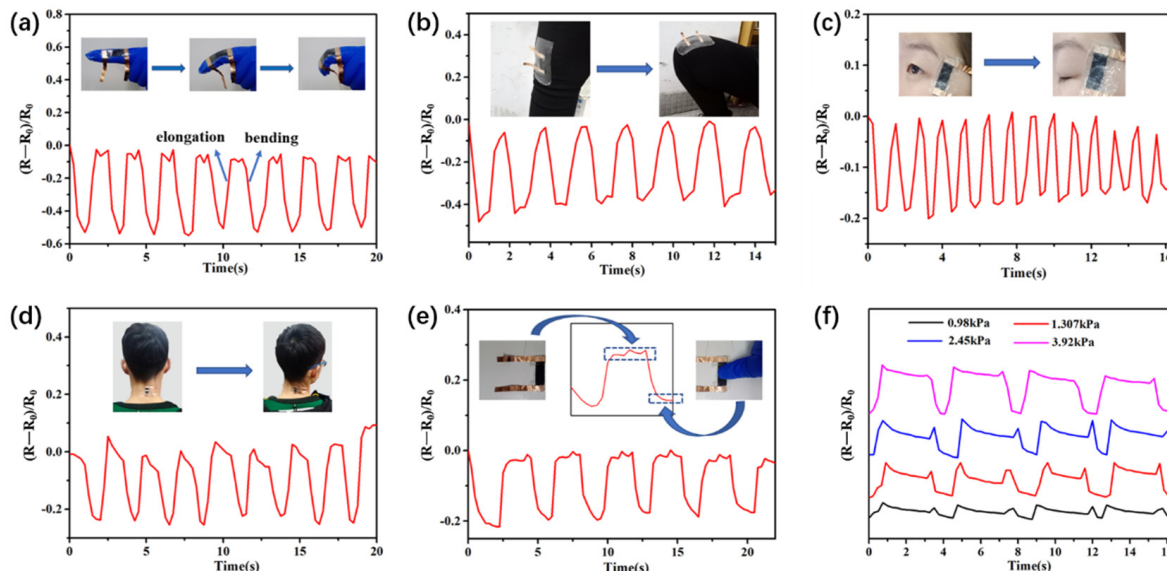 (a)
0.8
0.6
0.4
0.2
0.0
-0.2
-0.4
-0.6
(R—R₀)/R₀
elongation
bending
0
5
10
15
20
Time(s)
(b)
0.4
0.2
0.0
-0.2
-0.4
(R—R₀)/R₀
0
2
4
6
8
10
12
14
Time(s)
(c)
0.2
0.1
0.0
-0.1
-0.2
(R—R₀)/R₀
0
2
4
6
8
10
12
14
16
Time(s)
(d)
0.4
0.2
0.0
-0.2
(R—R₀)/R₀
0
5
10
15
20
Time(s)
(e)
0.4
0.2
0.0
-0.2
(R—R₀)/R₀
0
5
10
15
20
Time(s)
(f)
0.98kPa
1.307kPa
2.45kPa
3.92kPa
(R—R₀)/R₀
0
2
4
6
8
10
12
14
16
Time(s)